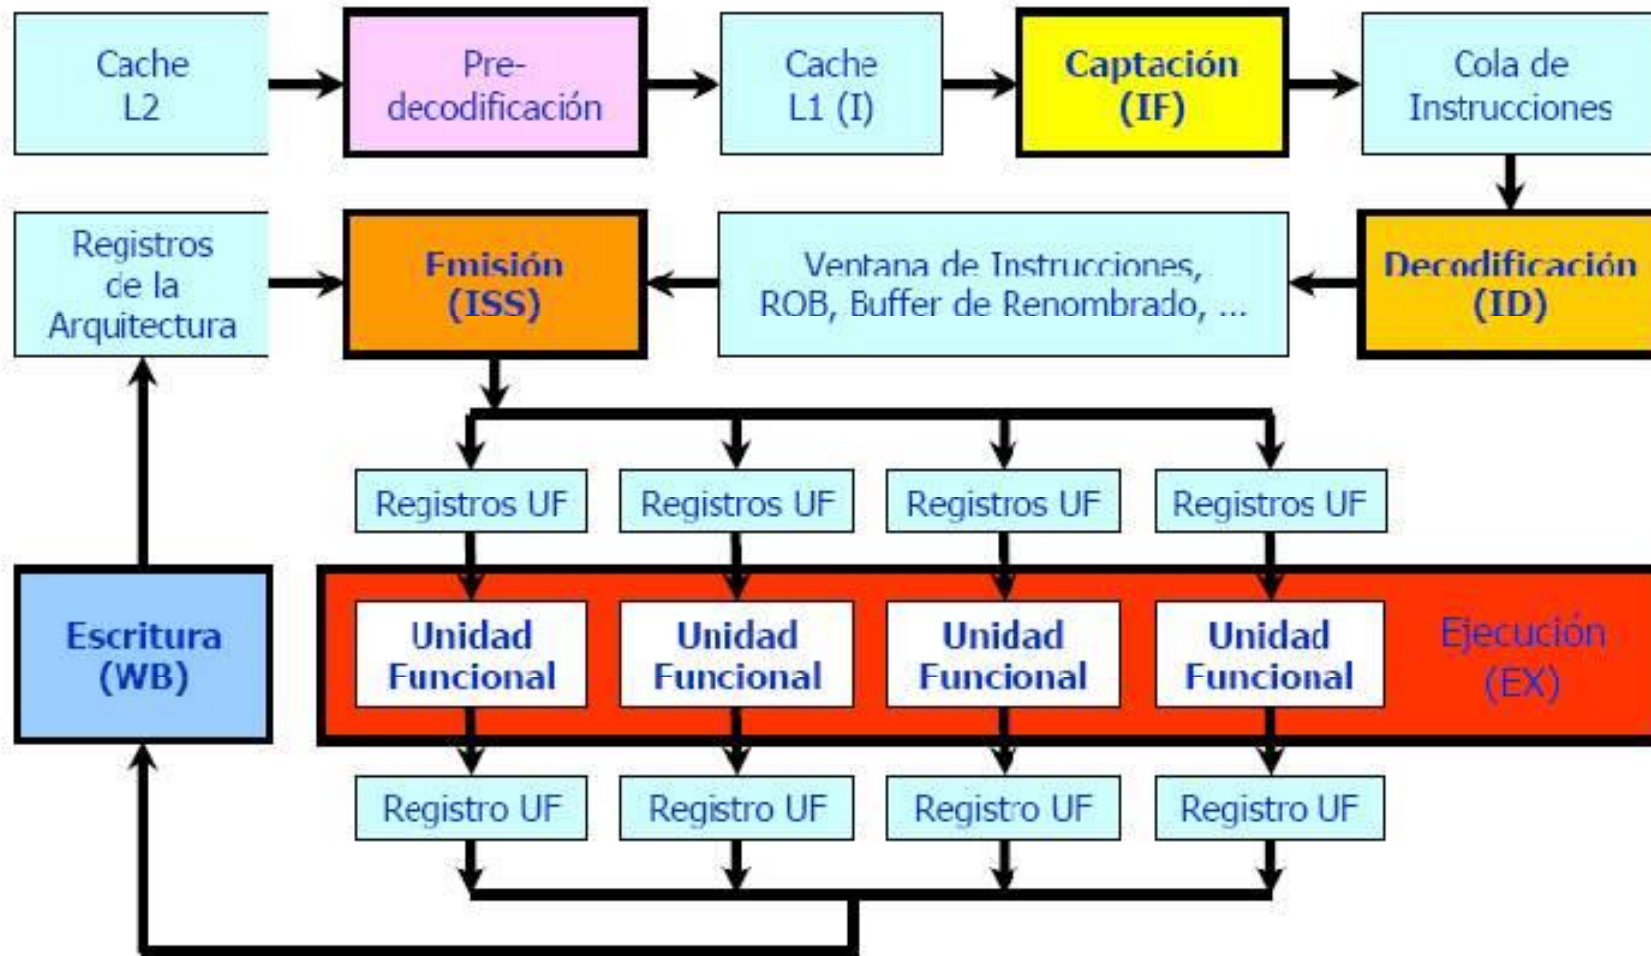 Cache
L2
Pre-
decodificación
Cache
L1 (I)
Captación
(IF)
Cola de
Instrucciones
Registros
de la
Arquitectura
Emisión
(ISS)
Ventana de Instrucciones,
ROB, Buffer de Renombrado, ...
Decodificación
(ID)
Registros UF
Registros UF
Registros UF
Registros UF
Escritura
(WB)
Unidad
Funcional
Unidad
Funcional
Unidad
Funcional
Unidad
Funcional
Ejecución
(EX)
Registro UF
Registro UF
Registro UF
Registro UF